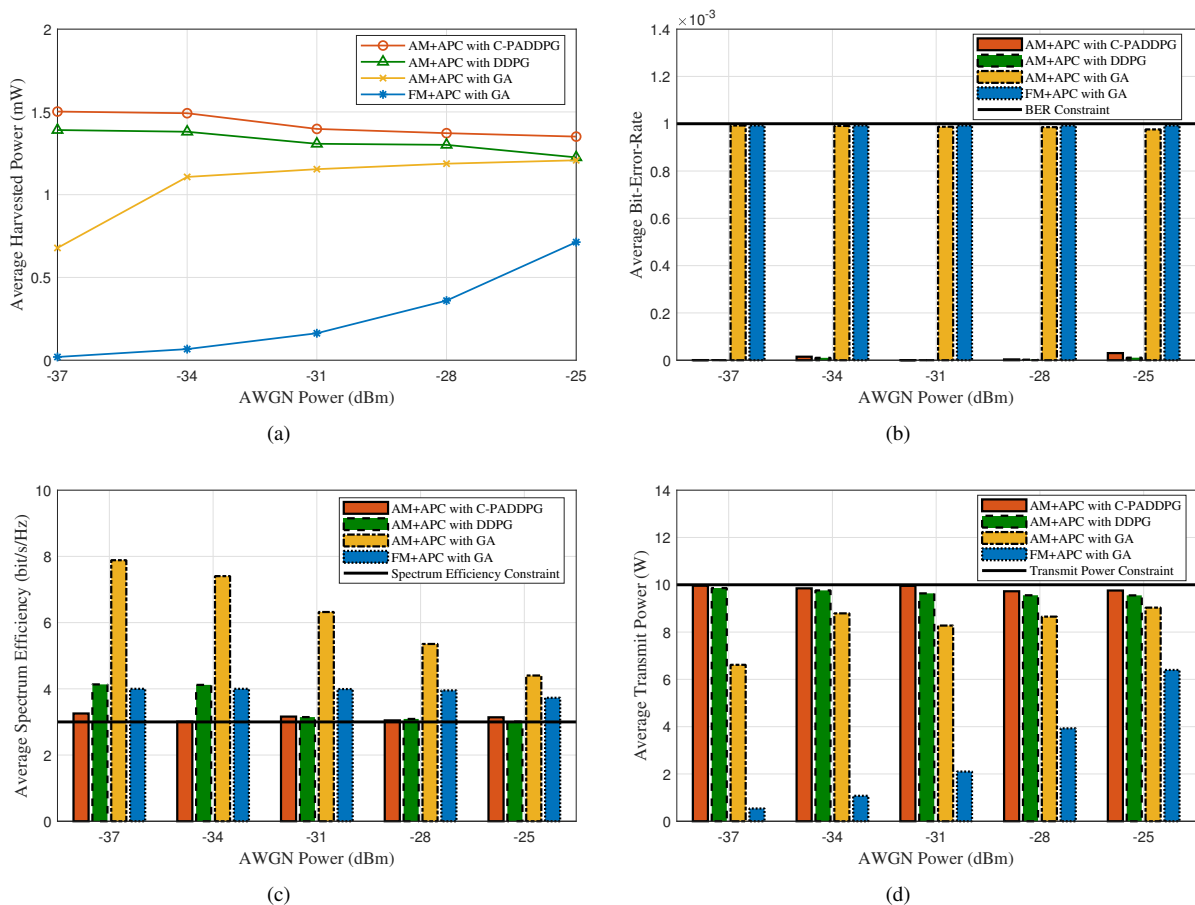 2
1.5
1
0.5
0
Average Harvested Power (mW)
AM+APC with C-PADDPG
AM+APC with DDPG
AM+APC with GA
FM+APC with GA
-37 -34 -31 -28 -25
AWGN Power (dBm)
(a)
×10⁻³
1.4
1.2
1
0.8
0.6
0.4
0.2
0
Average Bit-Error-Rate
AM+APC with C-PADDPG
AM+APC with DDPG
AM+APC with GA
FM+APC with GA
BER Constraint
-37 -34 -31 -28 -25
AWGN Power (dBm)
(b)
10
8
6
4
2
0
Average Spectrum Efficiency (bit/s/Hz)
AM+APC with C-PADDPG
AM+APC with DDPG
AM+APC with GA
FM+APC with GA
Spectrum Efficiency Constraint
-37 -34 -31 -28 -25
AWGN Power (dBm)
(c)
14
12
10
8
6
4
2
0
Average Transmit Power (W)
AM+APC with C-PADDPG
AM+APC with DDPG
AM+APC with GA
FM+APC with GA
Transmit Power Constraint
-37 -34 -31 -28 -25
AWGN Power (dBm)
(d)